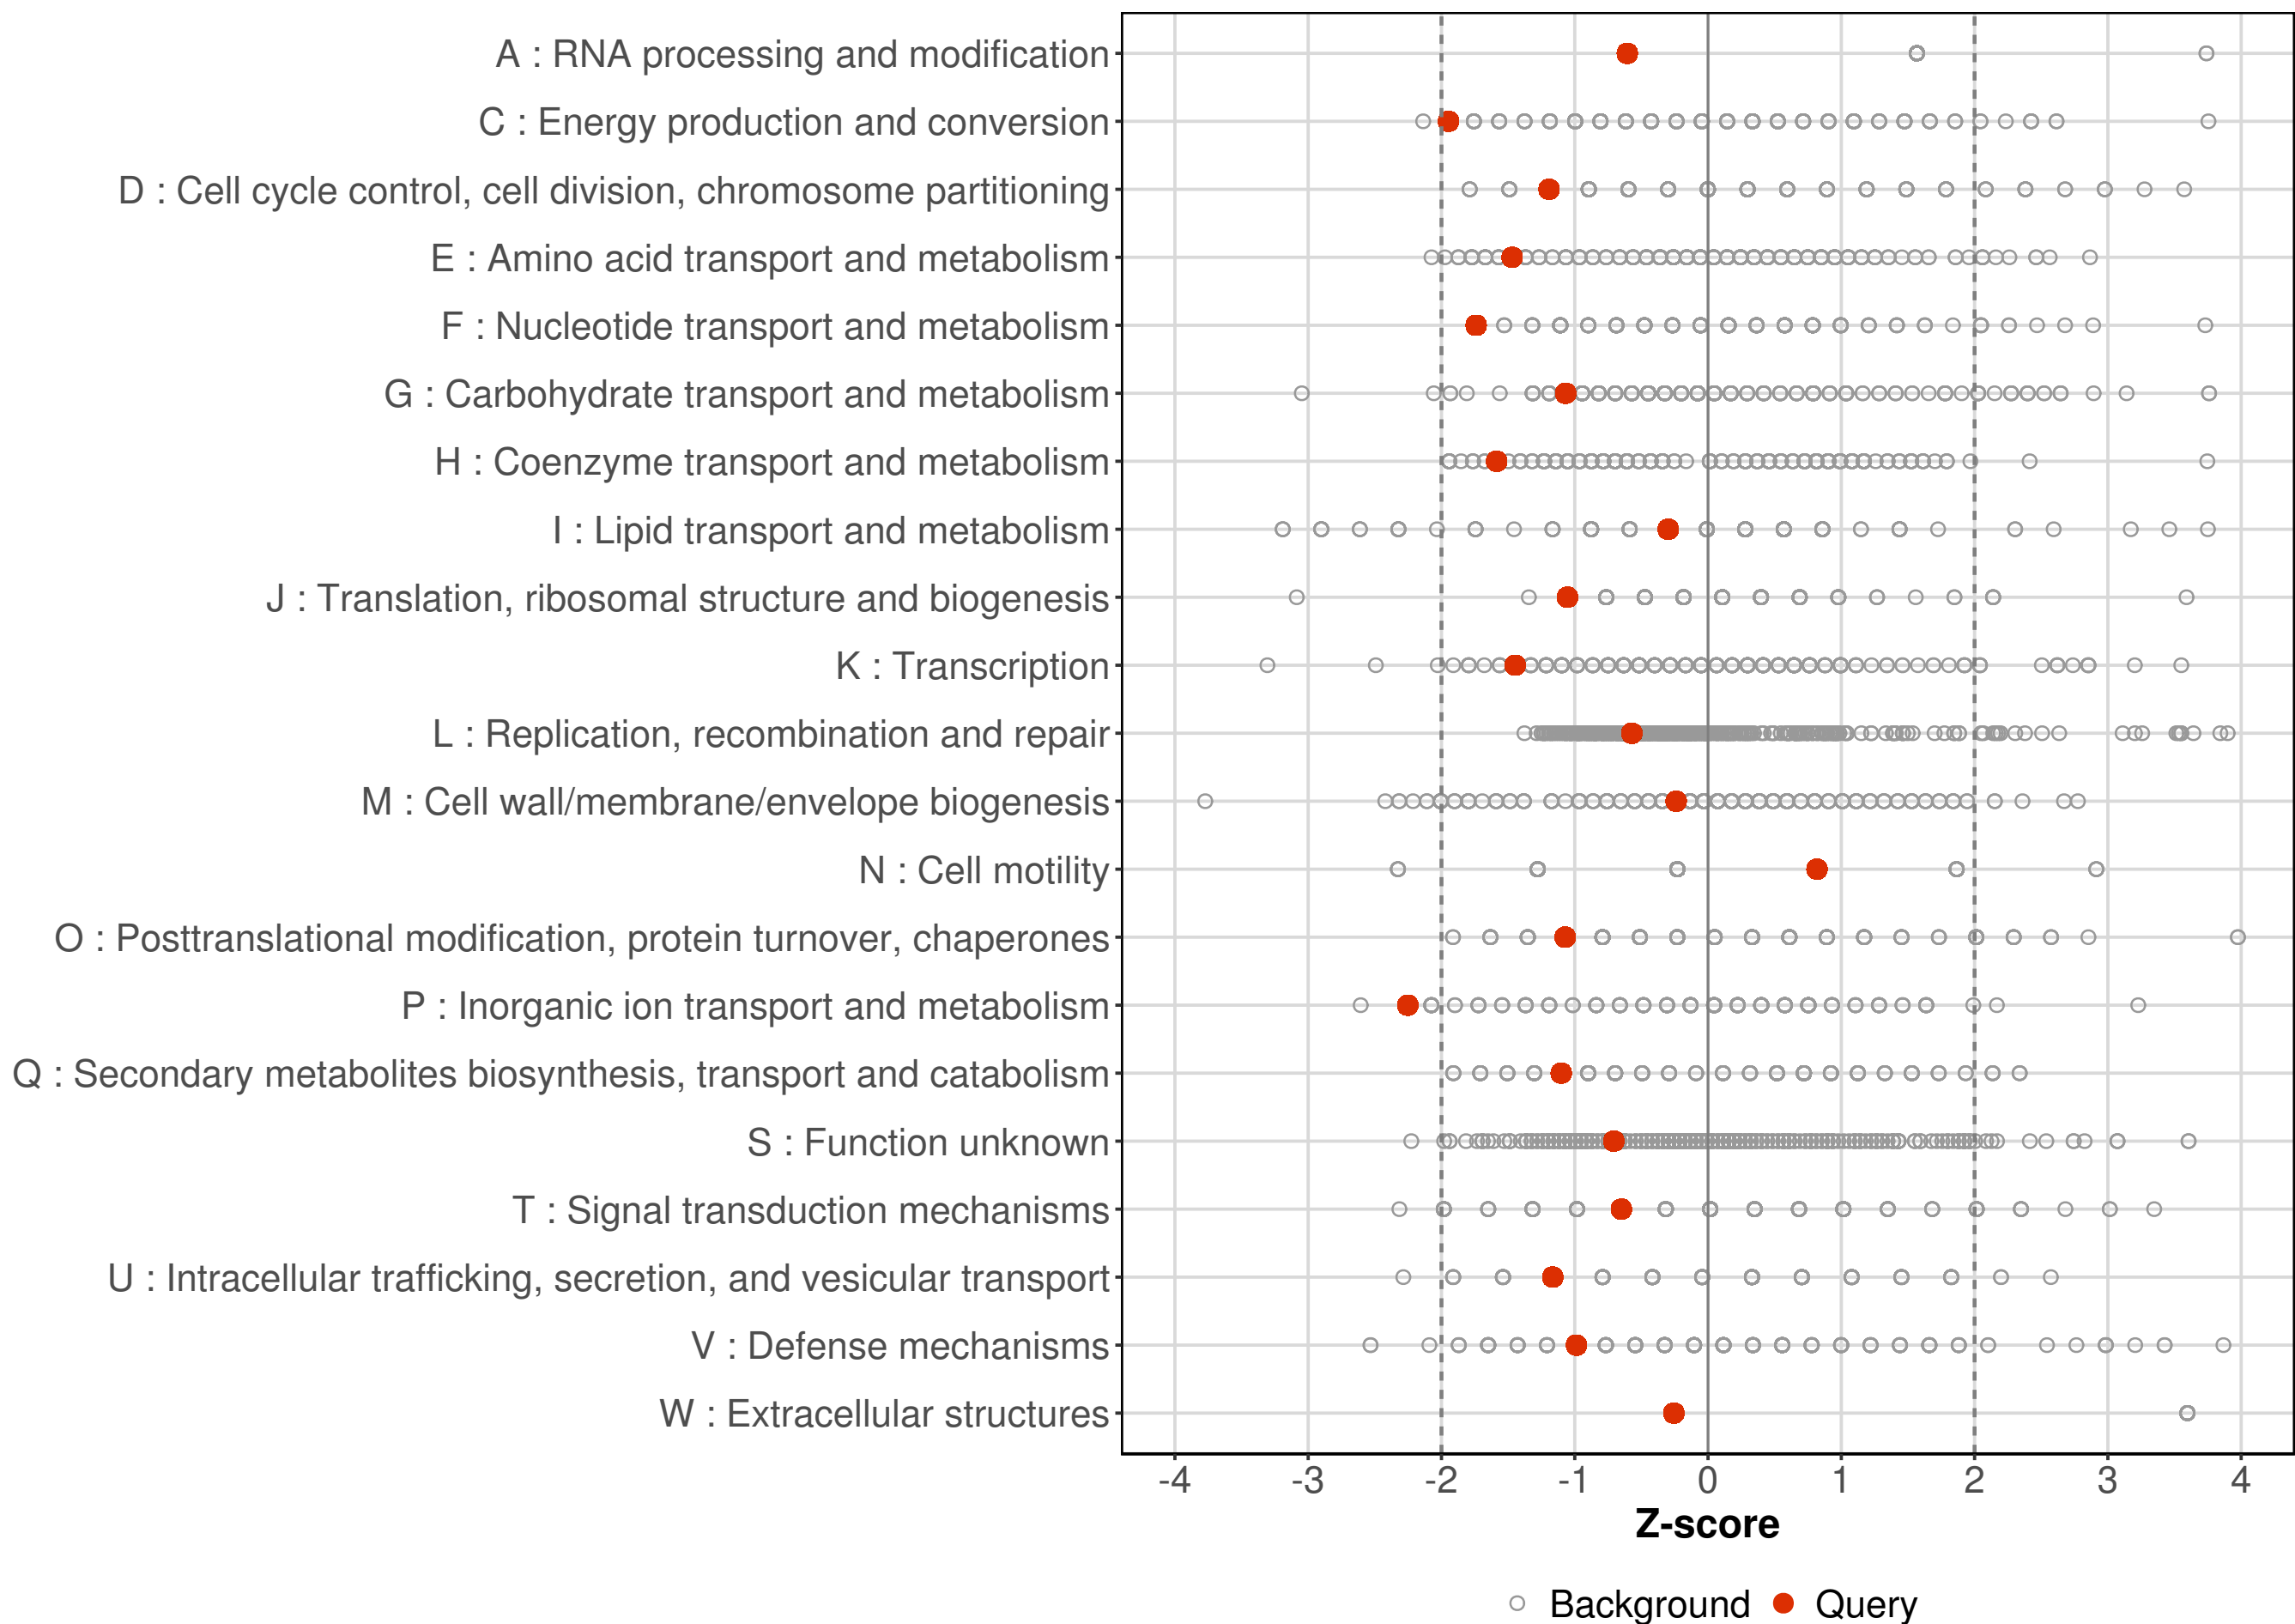 A : RNA processing and modification
C : Energy production and conversion
D : Cell cycle control, cell division, chromosome partitioning
E : Amino acid transport and metabolism
F : Nucleotide transport and metabolism
G : Carbohydrate transport and metabolism
H : Coenzyme transport and metabolism
I : Lipid transport and metabolism
J : Translation, ribosomal structure and biogenesis
K : Transcription
L : Replication, recombination and repair
M : Cell wall/membrane/envelope biogenesis
N : Cell motility
O : Posttranslational modification, protein turnover, chaperones
P : Inorganic ion transport and metabolism
Q : Secondary metabolites biosynthesis, transport and catabolism
S : Function unknown
T : Signal transduction mechanisms
U : Intracellular trafficking, secretion, and vesicular transport
V : Defense mechanisms
W : Extracellular structures
-4 -3 -2 -1 0 1 2 3 4
Z-score
Background Query